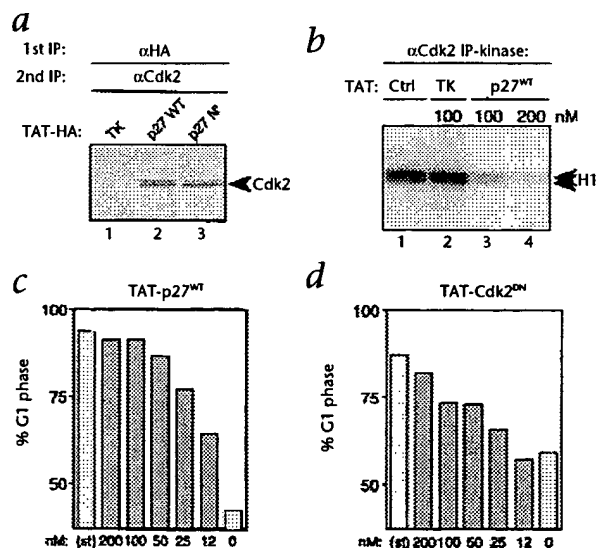 a
1st IP: αHA
2nd IP: αCdk2
TAT-HA: TK p27 WT p27 N'
Cdk2
1 2 3
b
αCdk2 IP-kinase:
TAT: Ctrl TK p27WT
100 100 200 nM
H1
1 2 3 4
c
TAT-p27WT
% G1 phase
100
75
50
nM: (st) 200 100 50 25 12 0
d
TAT-Cdk2DN
% G1 phase
100
75
50
nM: (st) 200 100 50 25 12 0